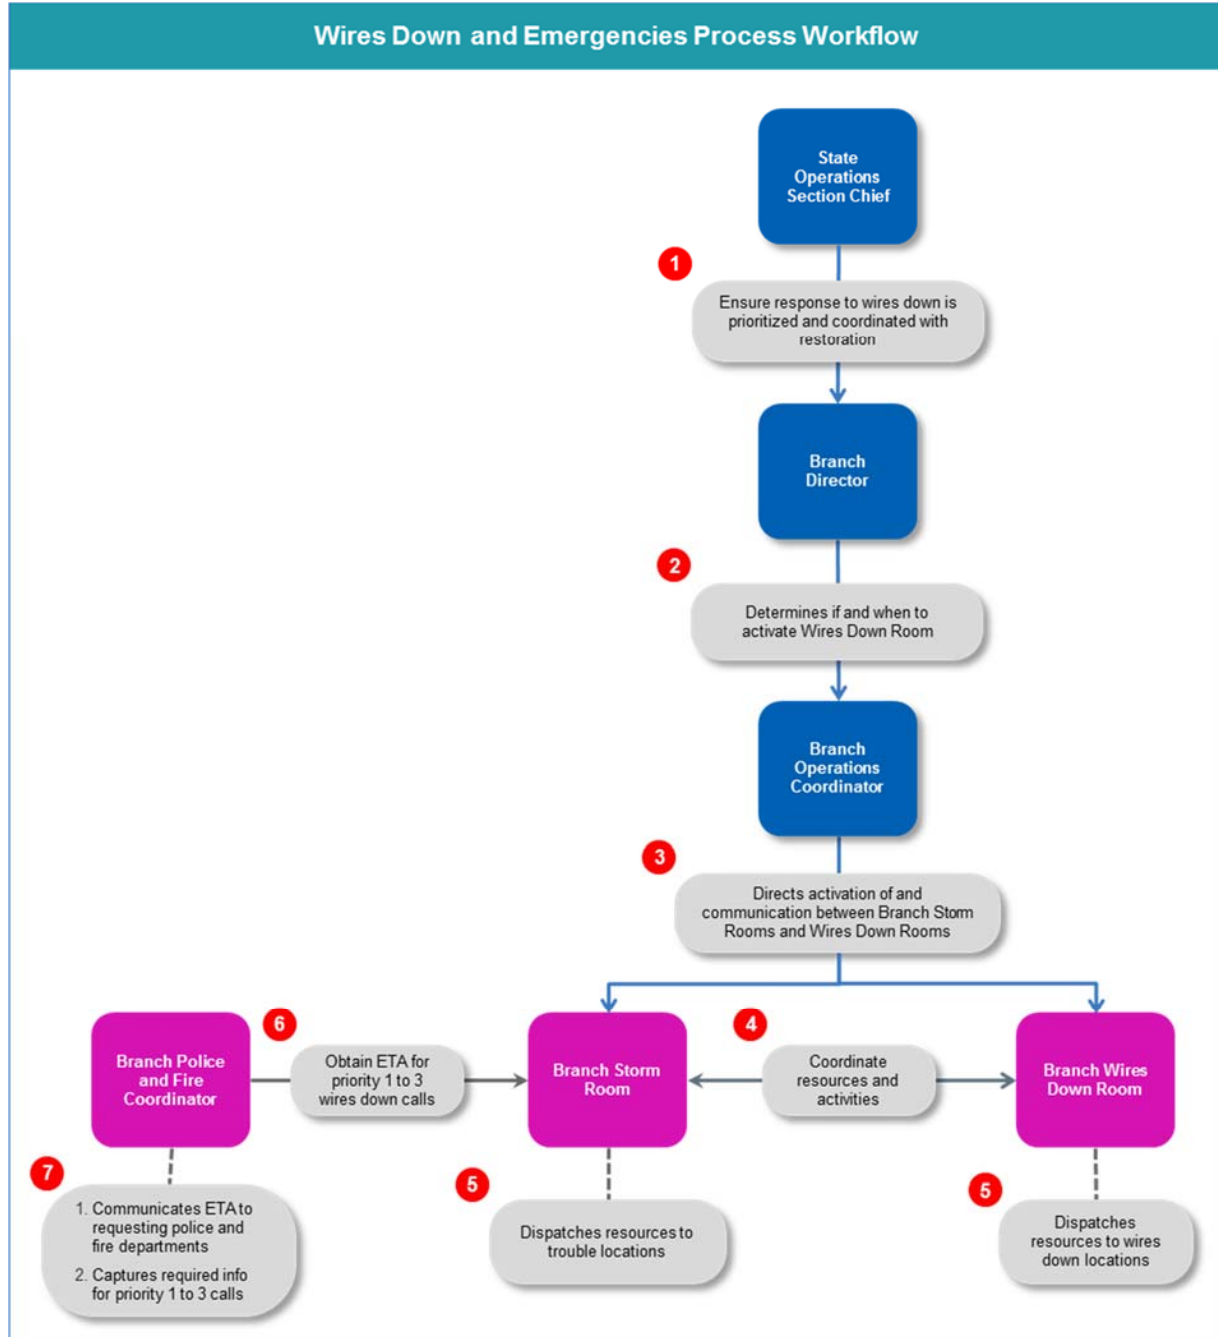 Wires Down and Emergencies Process Workflow
State
Operations
Section Chief
1
Ensure response to wires down is
prioritized and coordinated with
restoration
Branch
Director
2
Determines if and when to
activate Wires Down Room
Branch
Operations
Coordinator
3
Directs activation of and
communication between Branch Storm
Rooms and Wires Down Rooms
Branch Police
and Fire
Coordinator
6
Obtain ETA for
priority 1 to 3
wires down calls
Branch Storm
Room
4
Coordinate
resources and
activities
Branch Wires
Down Room
7
1. Communicates ETA to
requesting police and
fire departments
2. Captures required info
for priority 1 to 3 calls
5
Dispatches resources to
trouble locations
5
Dispatches
resources to wires
down locations